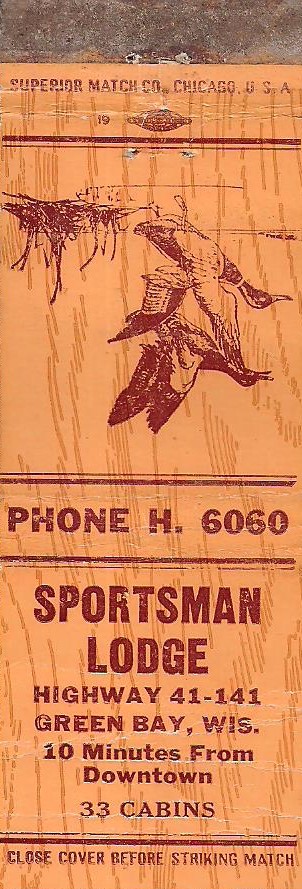 SUPERIOR MATCH CO., CHICAGO, U.S.A
19
PHONE H. 6060
SPORTSMAN
LODGE
HIGHWAY 41-141
GREEN BAY, WIS.
10 Minutes From
Downtown
33 CABINS
CLOSE COVER BEFORE STRIKING MATCH